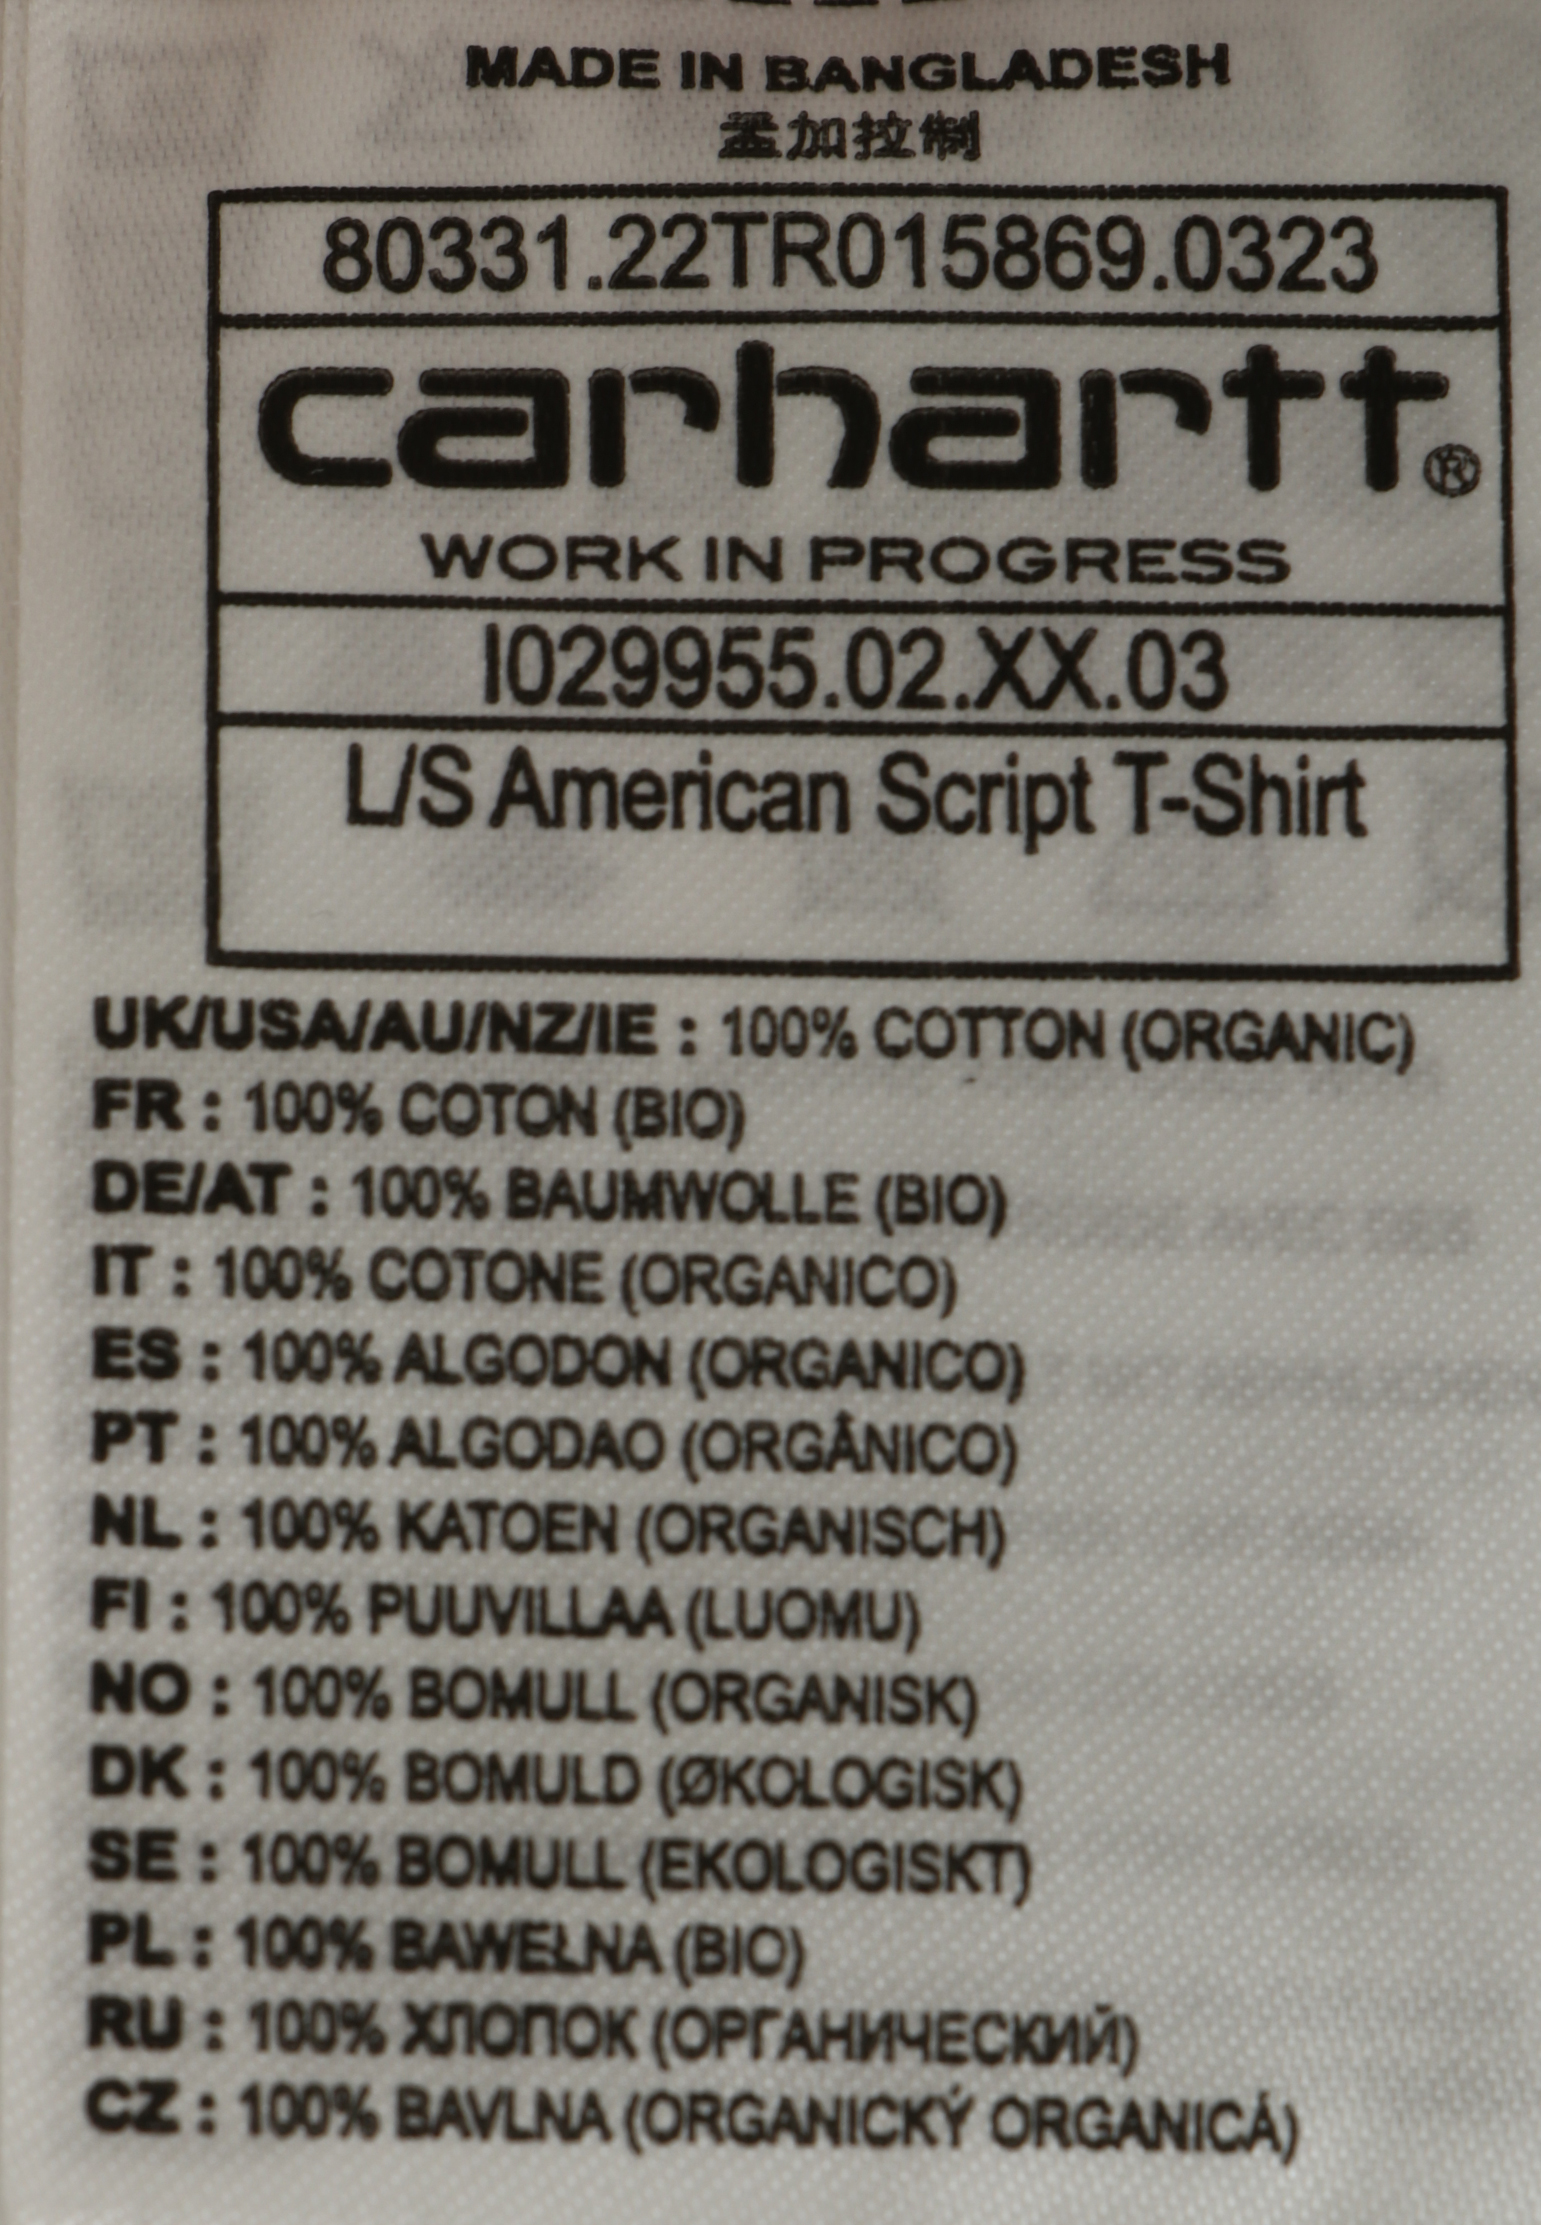 MADE IN BANGLADESH
孟加拉制
80331.22TR015869.0323
carhartt®
WORK IN PROGRESS
I029955.02.XX.03
L/S American Script T-Shirt
UK/USA/AU/NZ/IE : 100% COTTON (ORGANIC)
FR : 100% COTON (BIO)
DE/AT : 100% BAUMWOLLE (BIO)
IT : 100% COTONE (ORGANICO)
ES : 100% ALGODON (ORGANICO)
PT : 100% ALGODAO (ORGÂNICO)
NL : 100% KATOEN (ORGANISCH)
FI : 100% PUUVILLAA (LUOMU)
NO : 100% BOMULL (ORGANISK)
DK : 100% BOMULD (ØKOLOGISK)
SE : 100% BOMULL (EKOLOGISKT)
PL : 100% BAWEŁNA (BIO)
RU : 100% ХЛОПОК (ОРГАНИЧЕСКИЙ)
CZ : 100% BAVLNA (ORGANICKÝ ORGANICÁ)